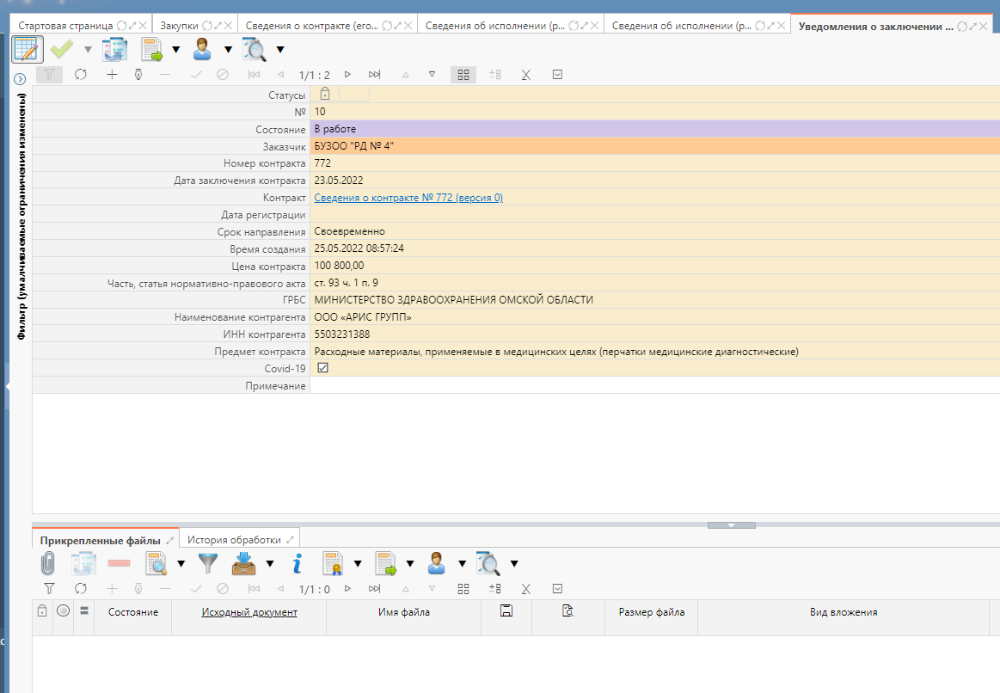 Стартовая страница
Закупки
Сведения о контракте (его...
Сведения об исполнении (р...
Сведения об исполнении (р...
Уведомления о заключении ...
1/1 : 2
Фильтр (умалчиваемые ограничения изменены)
Статусы
№ 10
Состояние В работе
Заказчик БУЗОО "РД № 4"
Номер контракта 772
Дата заключения контракта 23.05.2022
Контракт Сведения о контракте № 772 (версия 0)
Дата регистрации
Срок направления Своевременно
Время создания 25.05.2022 08:57:24
Цена контракта 100 800,00
Часть, статья нормативно-правового акта ст. 93 ч. 1 п. 9
ГРБС МИНИСТЕРСТВО ЗДРАВООХРАНЕНИЯ ОМСКОЙ ОБЛАСТИ
Наименование контрагента ООО «АРИС ГРУПП»
ИНН контрагента 5503231388
Предмет контракта Расходные материалы, применяемые в медицинских целях (перчатки медицинские диагностические)
Covid-19
Примечание
Прикрепленные файлы
История обработки
1/1 : 0
Состояние
Исходный документ
Имя файла
Размер файла
Вид вложения